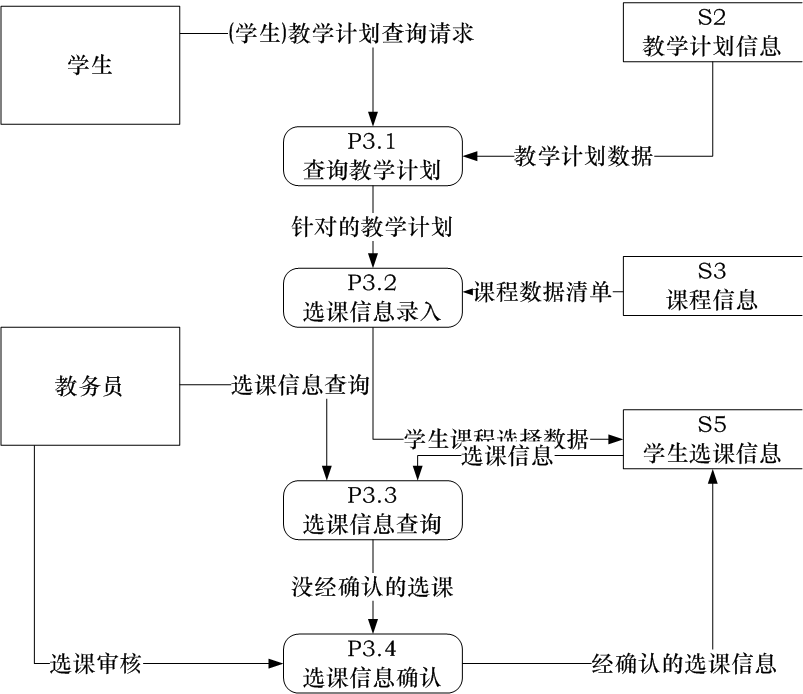 (学生)教学计划查询请求
S2
教学计划信息
学生
P3.1
查询教学计划
教学计划数据
针对的教学计划
P3.2
选课信息录入
课程数据清单
S3
课程信息
教务员
选课信息查询
学生课程选择数据
选课信息
S5
学生选课信息
P3.3
选课信息查询
没经确认的选课
选课审核
P3.4
选课信息确认
经确认的选课信息